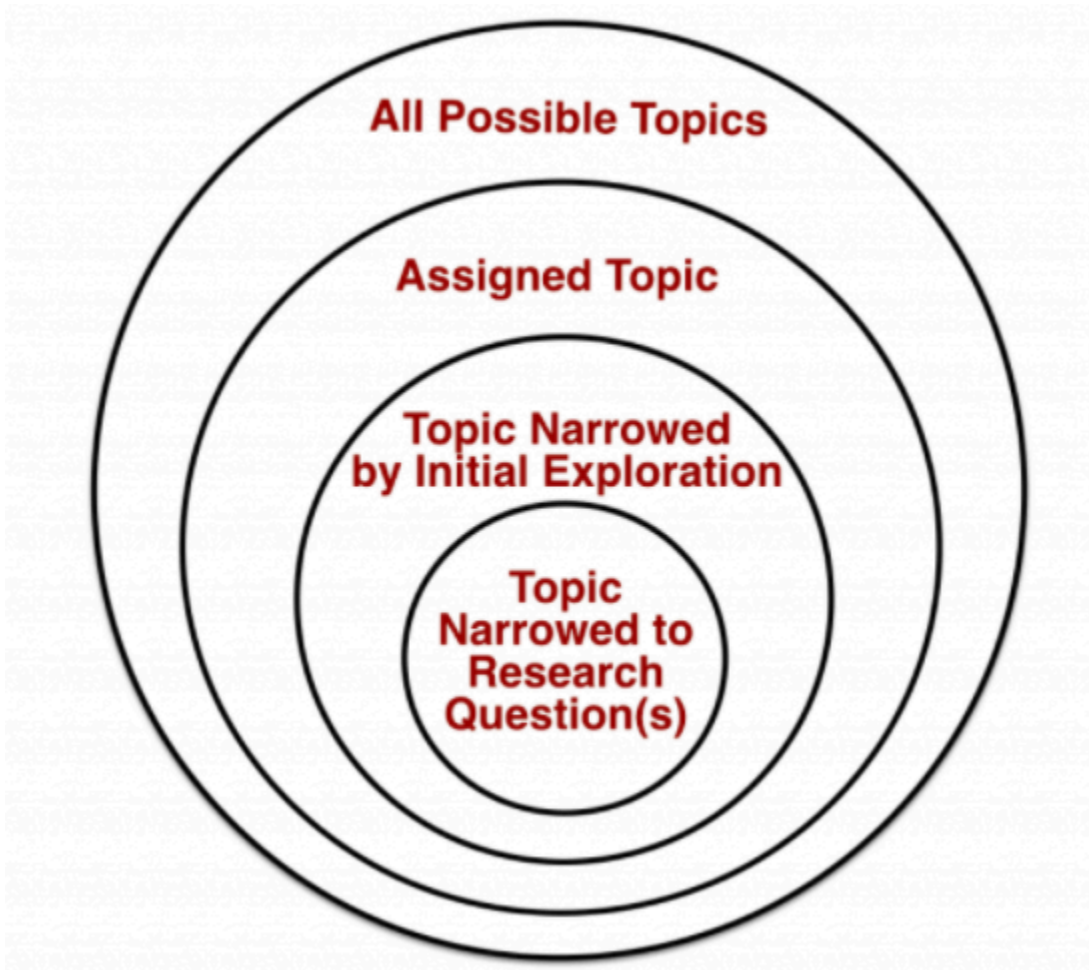 All Possible Topics
Assigned Topic
Topic Narrowed
by Initial Exploration
Topic
Narrowed to
Research
Question(s)